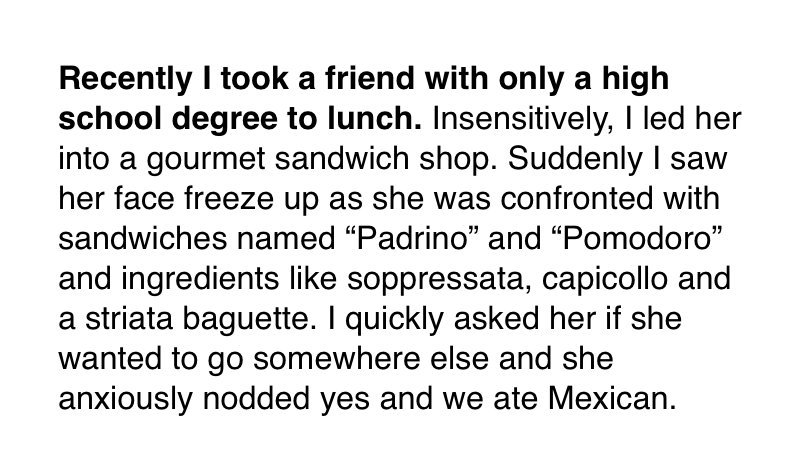 Recently I took a friend with only a high
school degree to lunch. Insensitively, I led her
into a gourmet sandwich shop. Suddenly I saw
her face freeze up as she was confronted with
sandwiches named “Padrino” and “Pomodoro”
and ingredients like soppressata, capicollo and
a striata baguette. I quickly asked her if she
wanted to go somewhere else and she
anxiously nodded yes and we ate Mexican.